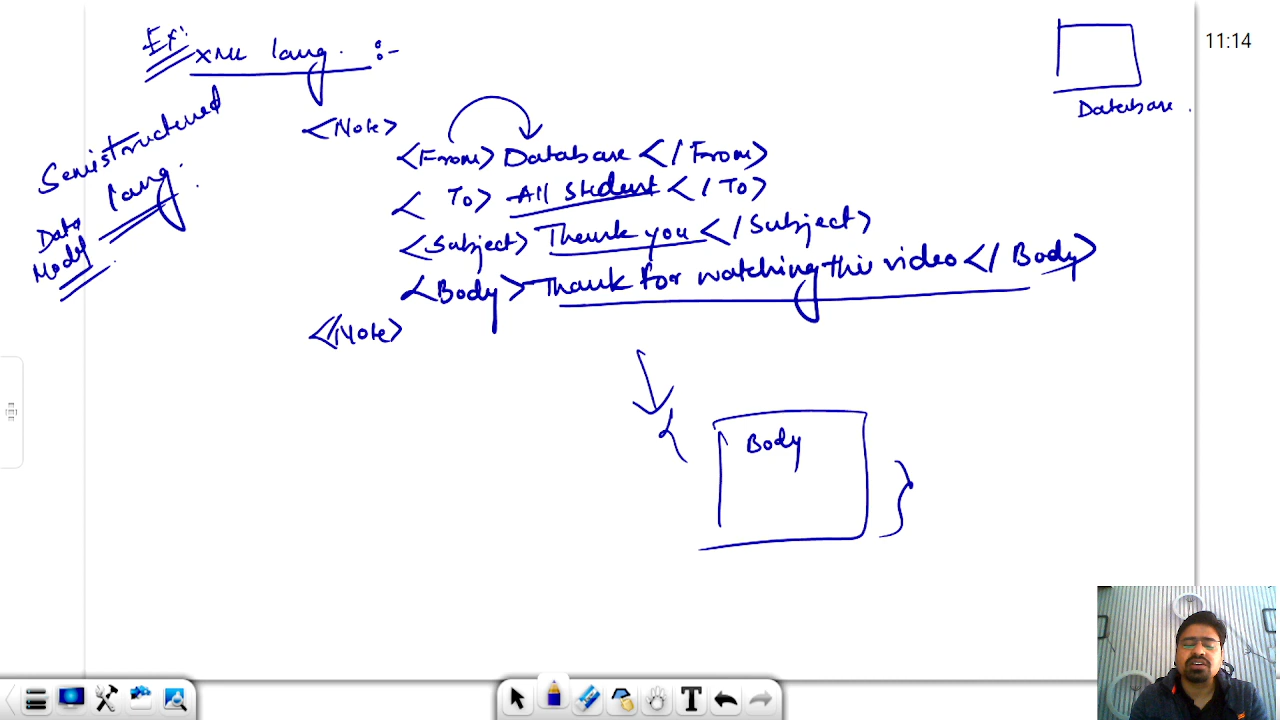 Ex: XML lang. :-
11:14
Database.
Semistructured
lang.
Data
Model.
<Note>
<From> Database </From>
< To> All Student </To>
<Subject> Thank you </Subject>
<Body> Thank for watching this video </Body>
</Note>
Body
T